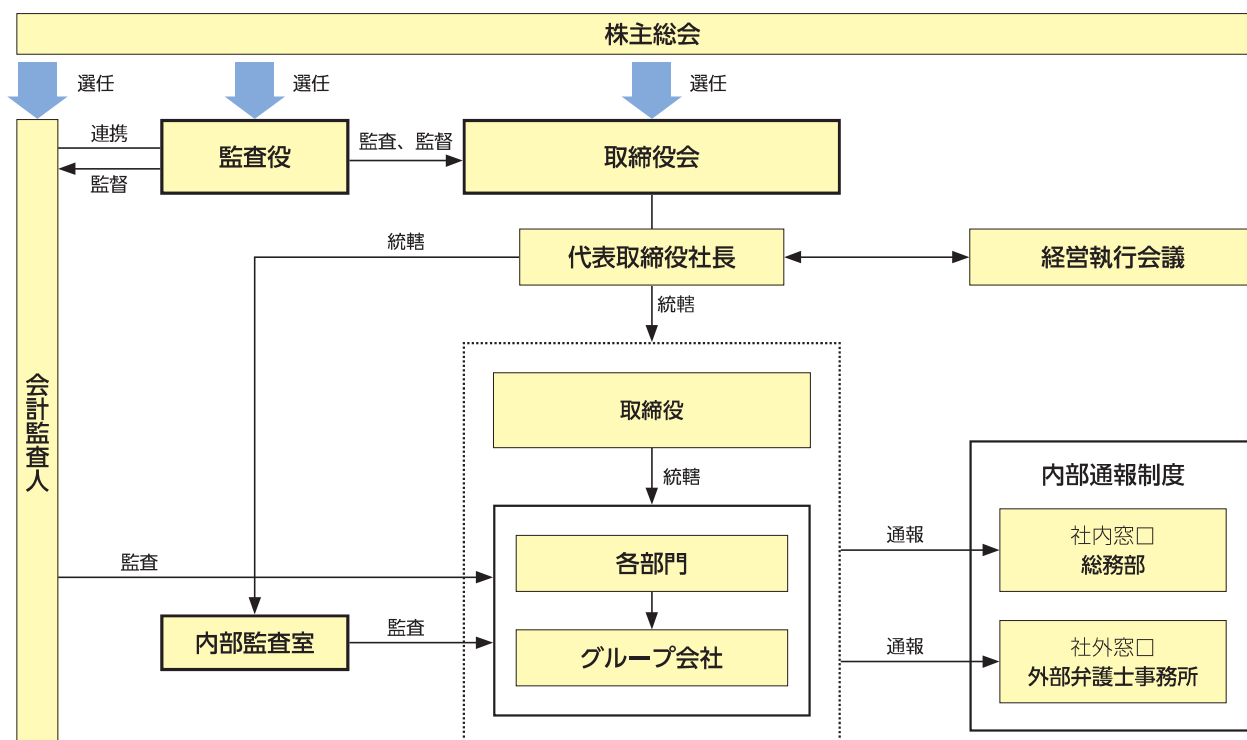 株主総会
選任
選任
選任
連携
監督
監査役
監査、監督
取締役会
統轄
代表取締役社長
経営執行会議
統轄
会計監査人
取締役
統轄
内部通報制度
各部門
通報
社内窓口
総務部
監査
内部監査室
監査
グループ会社
通報
社外窓口
外部弁護士事務所